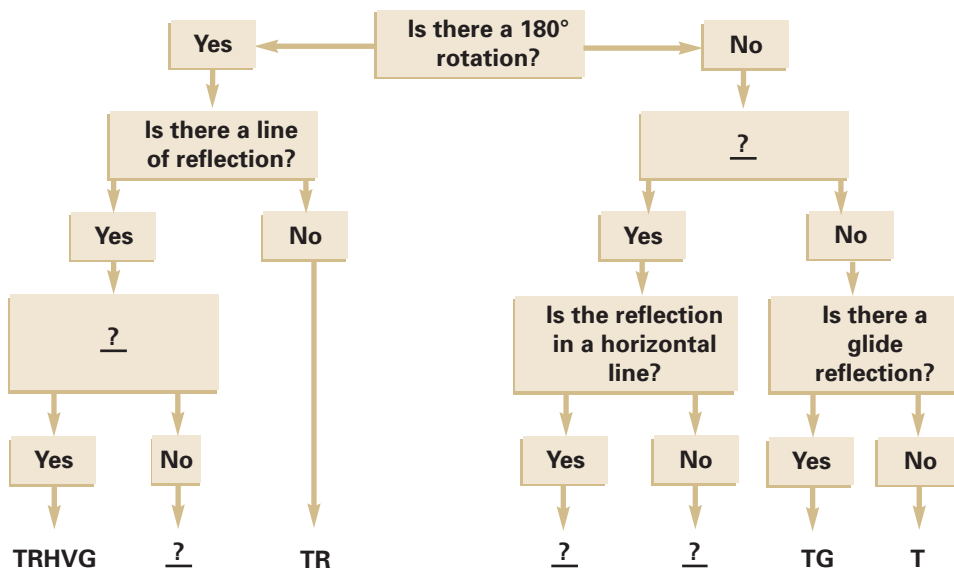 Is there a 180°
rotation?
Yes
No
Is there a line
of reflection?
?
Yes
No
Yes
No
?
Is the reflection
in a horizontal
line?
Is there a
glide
reflection?
Yes
No
Yes
No
Yes
No
TRHVG
?
TR
?
?
TG
T